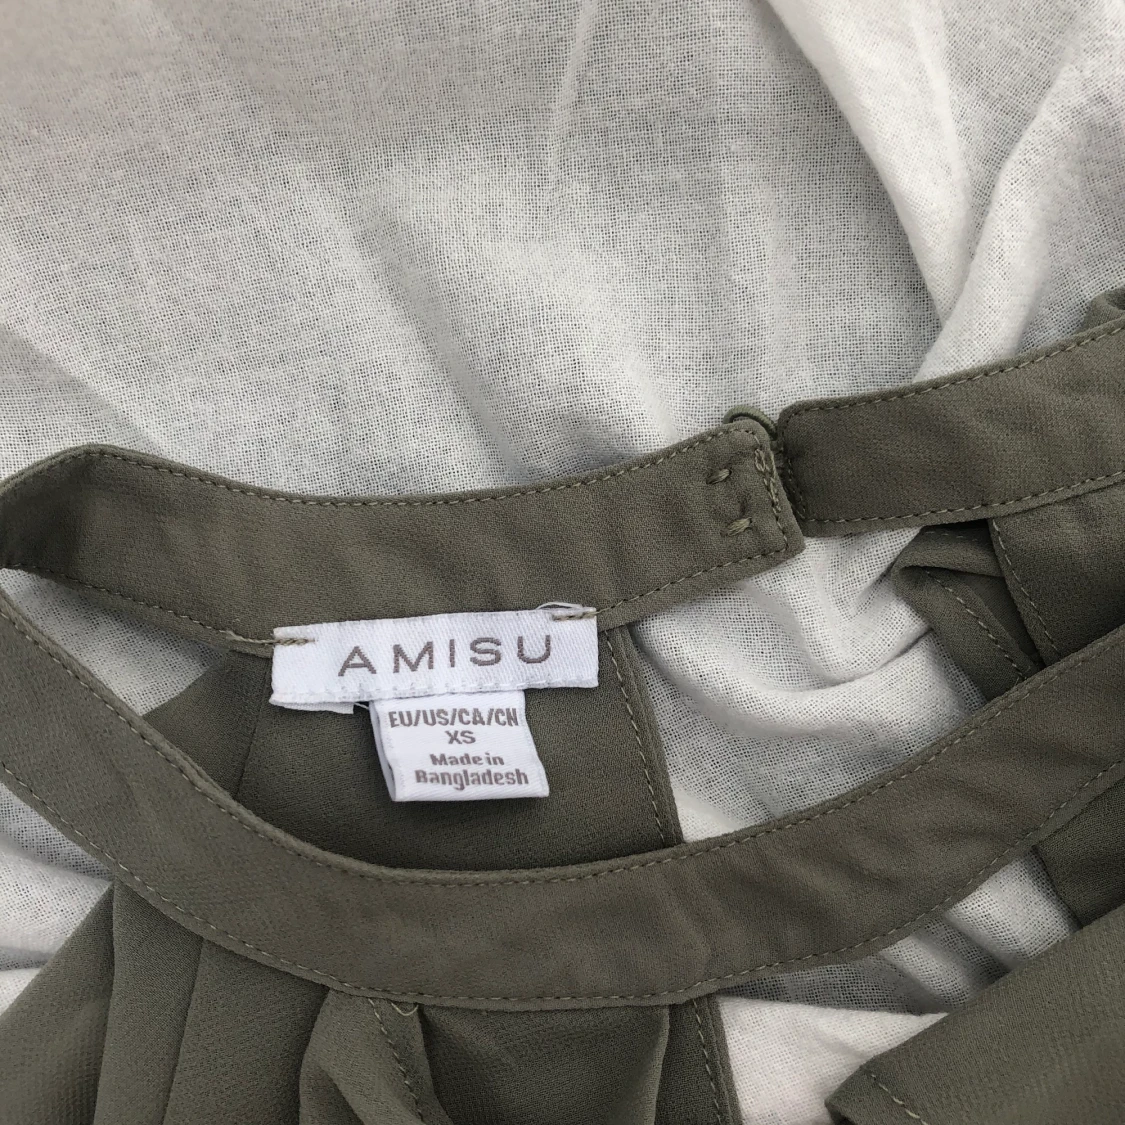 AMISU
EU/US/CA/CN
XS
Made in
Bangladesh